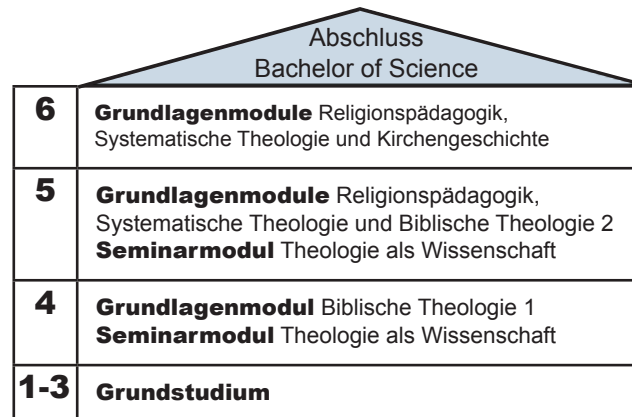 Abschluss
Bachelor of Science
6
Grundlagenmodule Religionspädagogik,
Systematische Theologie und Kirchengeschichte
5
Grundlagenmodule Religionspädagogik,
Systematische Theologie und Biblische Theologie 2
Seminarmodul Theologie als Wissenschaft
4
Grundlagenmodul Biblische Theologie 1
Seminarmodul Theologie als Wissenschaft
1-3
Grundstudium